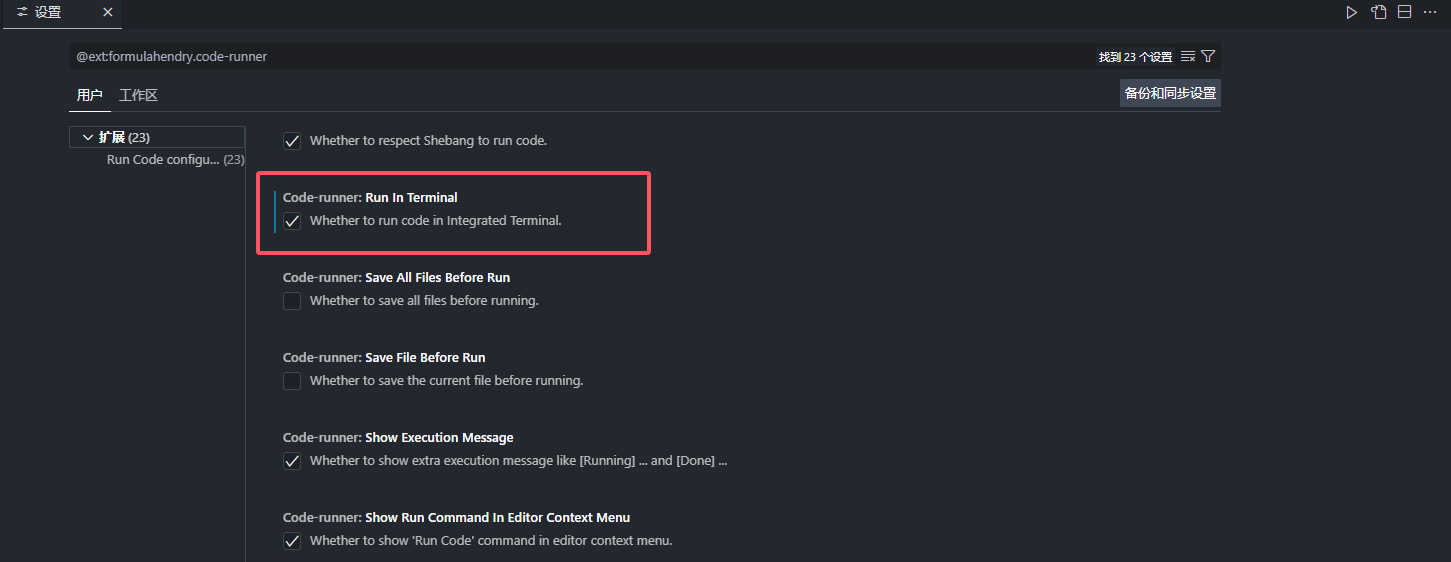 设置
@ext:formulahendry.code-runner
找到 23 个设置
用户 工作区
备份和同步设置
扩展 (23)
Run Code configu... (23)
Whether to respect Shebang to run code.
Code-runner: Run In Terminal
Whether to run code in Integrated Terminal.
Code-runner: Save All Files Before Run
Whether to save all files before running.
Code-runner: Save File Before Run
Whether to save the current file before running.
Code-runner: Show Execution Message
Whether to show extra execution message like [Running] ... and [Done] ...
Code-runner: Show Run Command In Editor Context Menu
Whether to show 'Run Code' command in editor context menu.